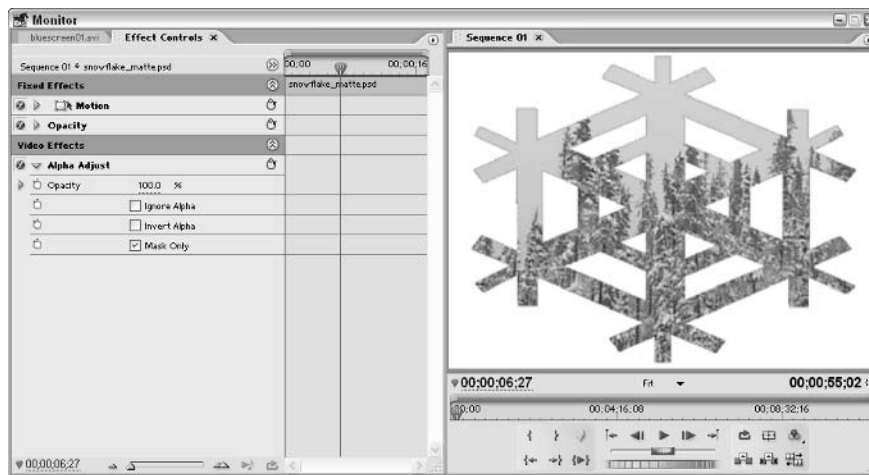 Monitor
bluescreen01.avi Effect Controls x
Sequence 01 x
Sequence 01 * snowflake_matte.psd
00;00 00;00;16
Fixed Effects
snowflake_matte.psd
Motion
Opacity
Video Effects
Alpha Adjust
Opacity 100.0 %
Ignore Alpha
Invert Alpha
Mask Only
00;00;06;27 Fit 00;00;55;02
00;00 00;04;16;08 00;08;32;16
00;00;06;27